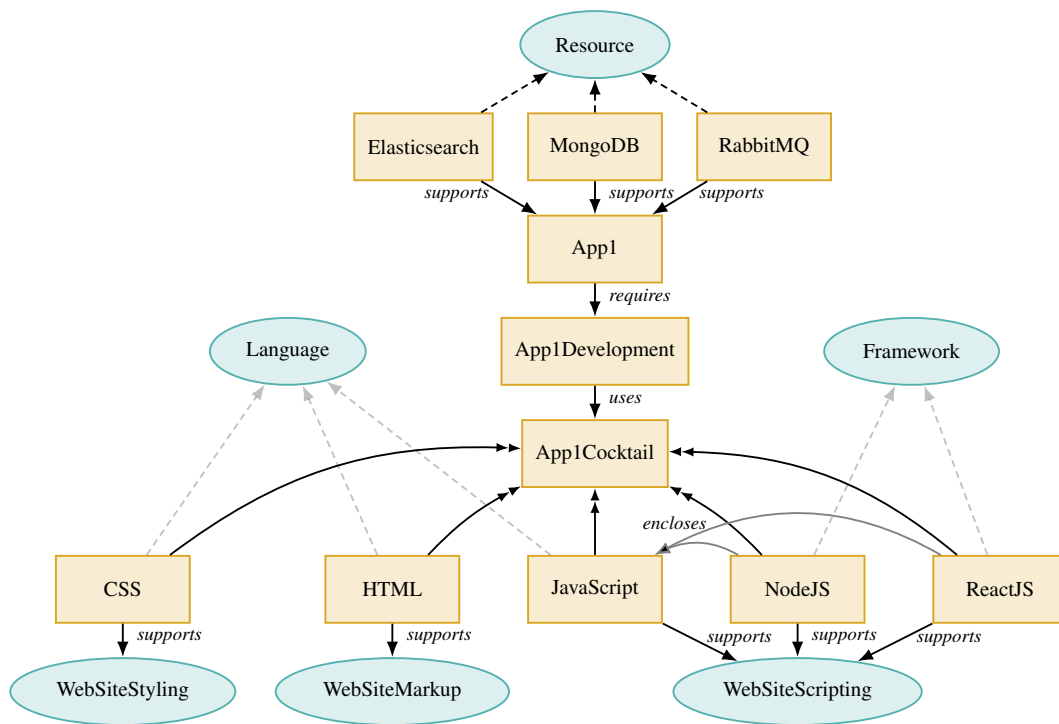 Resource
Elasticsearch
MongoDB
RabbitMQ
supports
supports
supports
App1
requires
Language
App1Development
Framework
uses
App1Cocktail
encloses
CSS
HTML
JavaScript
NodeJS
ReactJS
supports
supports
supports
supports
supports
WebSiteStyling
WebSiteMarkup
WebSiteScripting